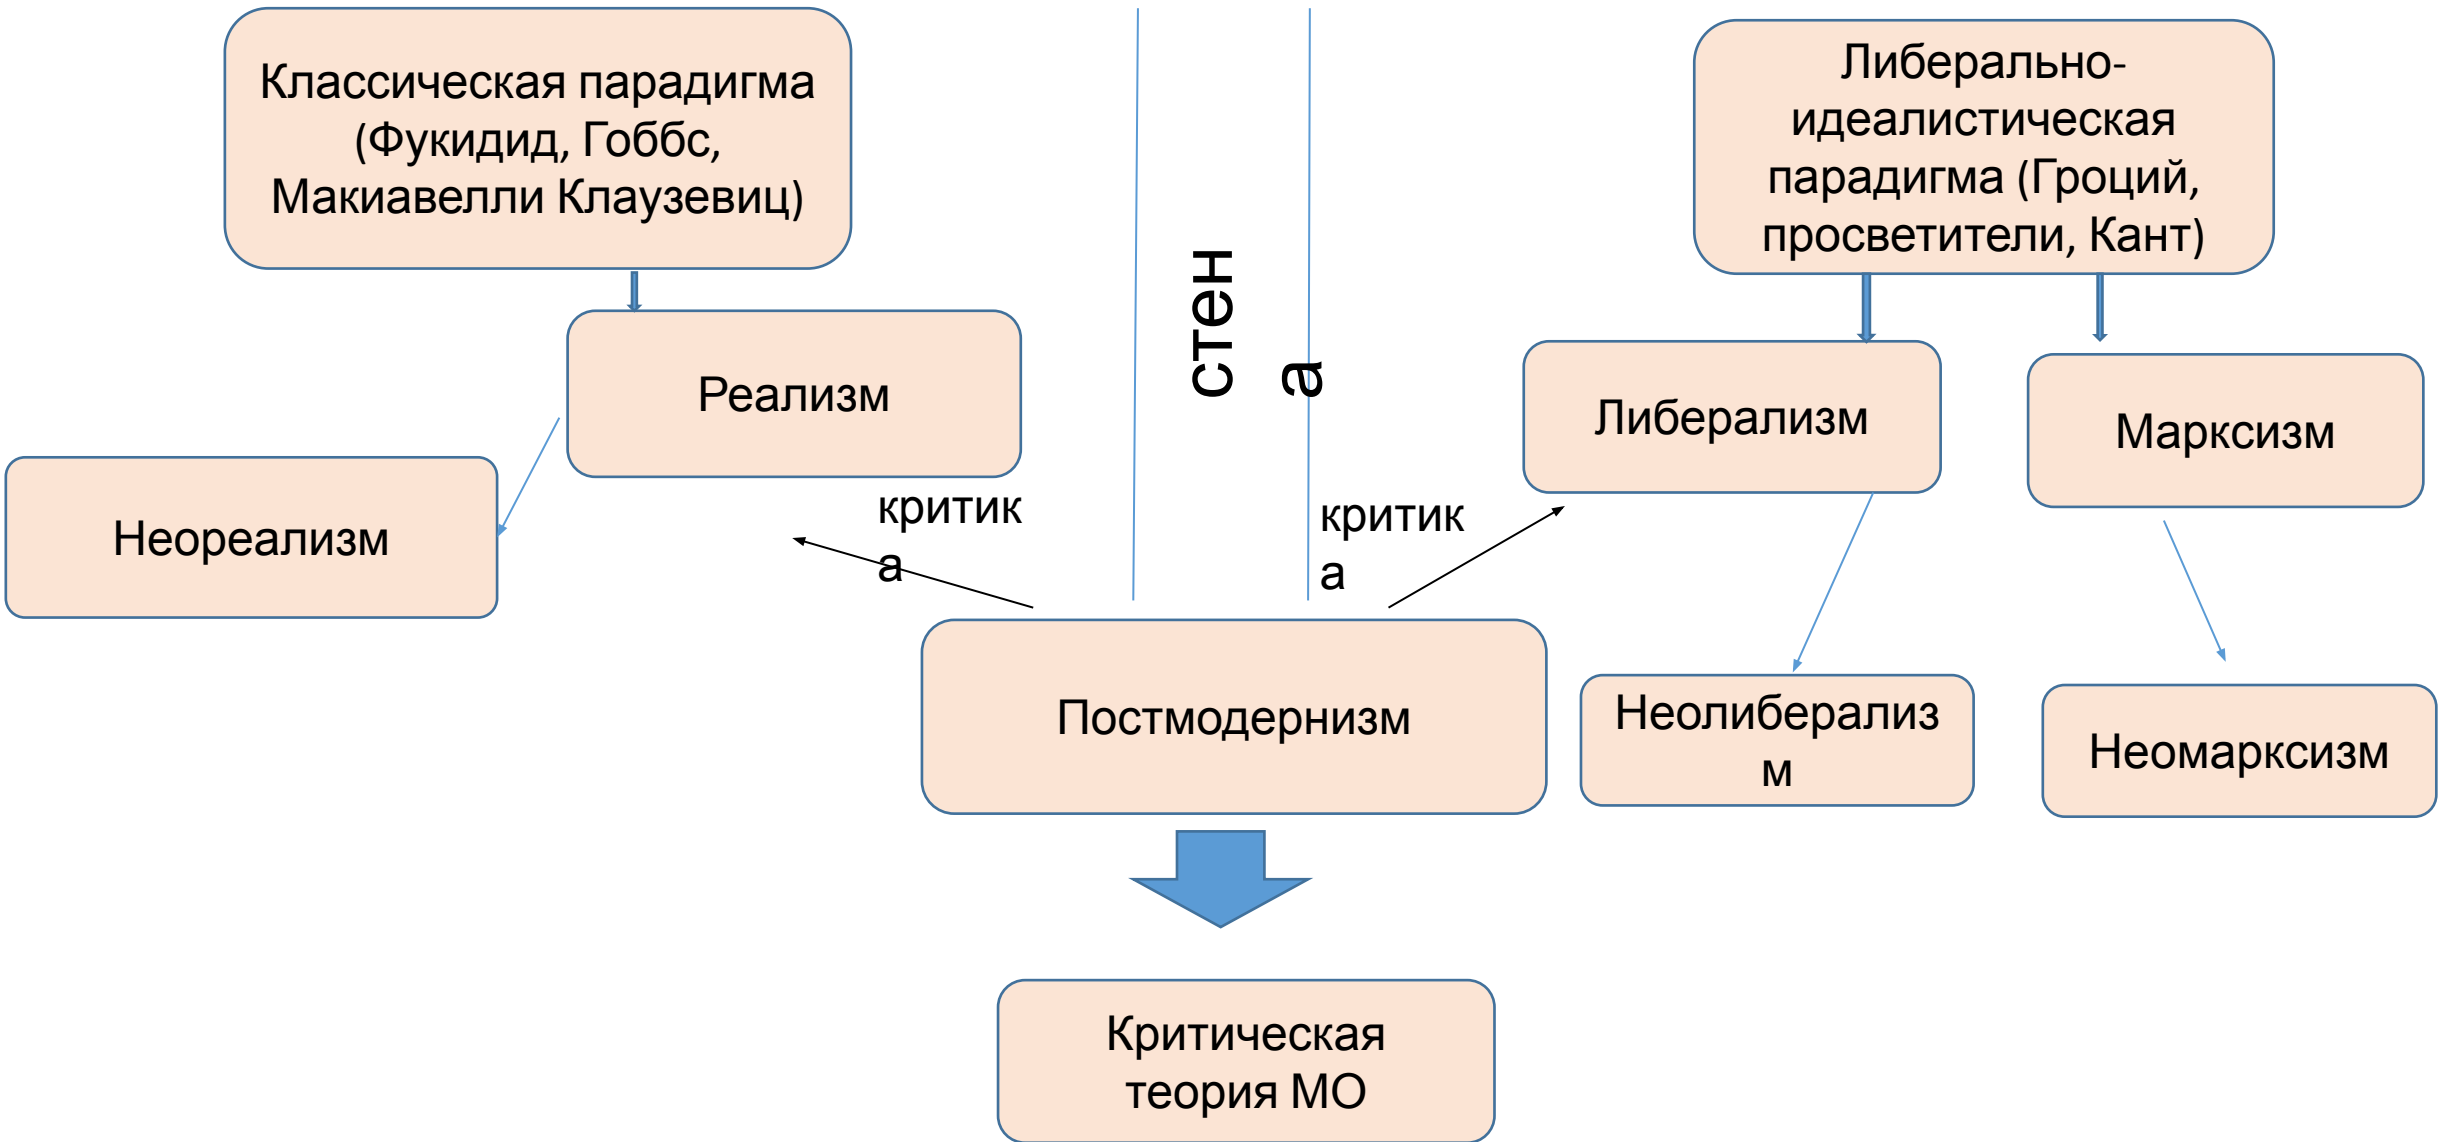 Классическая парадигма
(Фукидид, Гоббс,
Макиавелли Клаузевиц)
стен
а
Либерально-
идеалистическая
парадигма (Гроций,
просветители, Кант)
Реализм
Либерализм
Марксизм
Неореализм
критик
а
критик
а
Постмодернизм
Неолиберализ
м
Неомарксизм
Критическая
теория МО